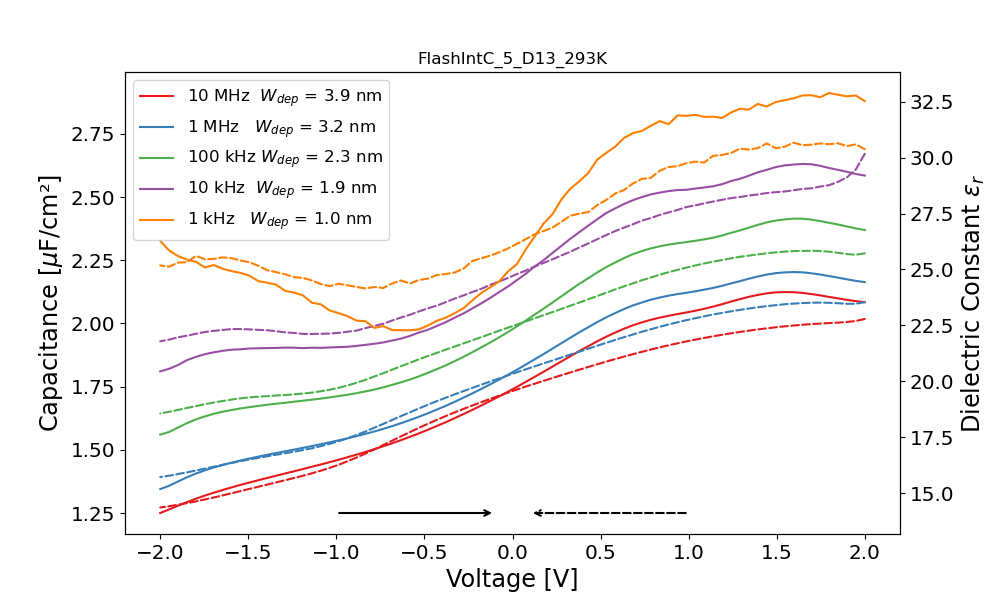 FlashIntC_5_D13_293K
10 MHz W_dep = 3.9 nm
1 MHz W_dep = 3.2 nm
100 kHz W_dep = 2.3 nm
10 kHz W_dep = 1.9 nm
1 kHz W_dep = 1.0 nm
Capacitance [μF/cm²]
2.75
2.50
2.25
2.00
1.75
1.50
1.25
32.5
30.0
27.5
25.0
22.5
20.0
17.5
15.0
Dielectric Constant ε_r
−2.0 −1.5 −1.0 −0.5 0.0 0.5 1.0 1.5 2.0
Voltage [V]